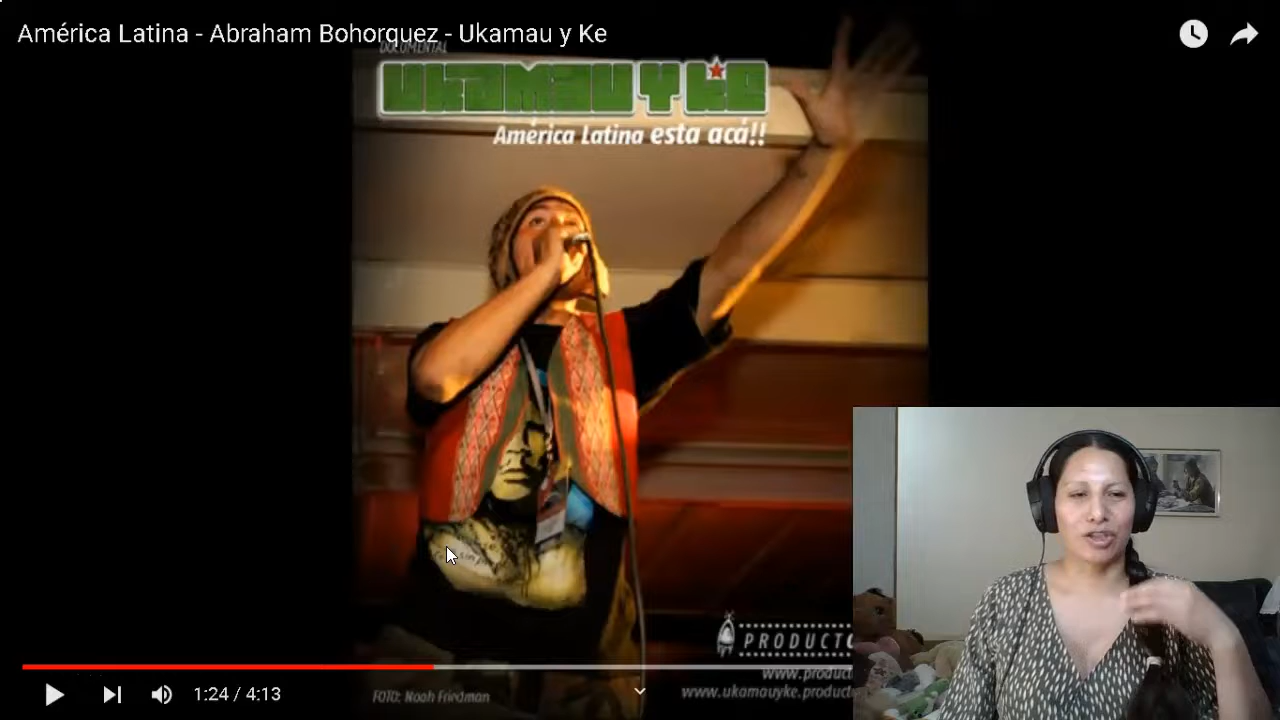 América Latina - Abraham Bohorquez - Ukamau y Ke
DOCUMENTAL
UKAMAU Y KE
América Latina esta acá!!
PRODUCTO
www.product
www.ukamauyke.product
FOTO: Noah Friedman
1:24 / 4:13